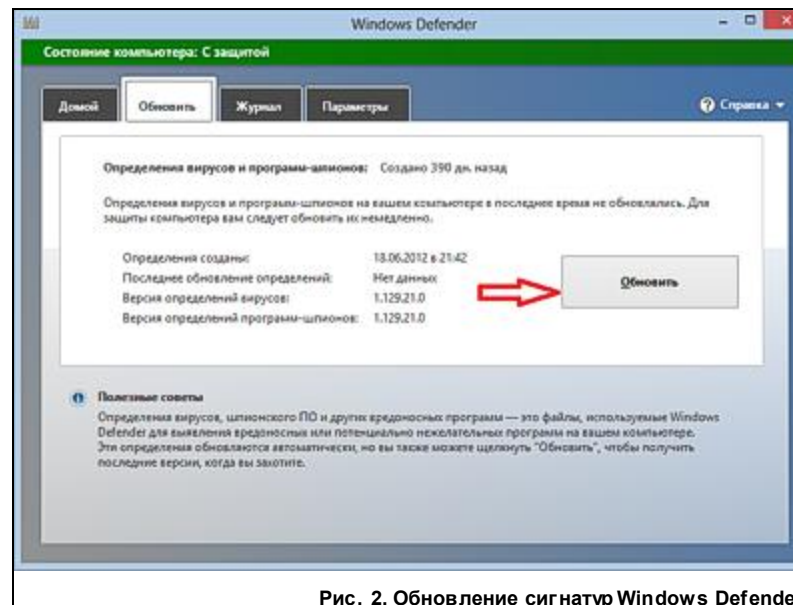 Windows Defender
Состояние компьютера: С защитой
Домой
Обновить
Журнал
Параметры
Справка
Определения вирусов и программ-шпионов: Создано 390 дн. назад
Определения вирусов и программ-шпионов на вашем компьютере в последнее время не обновлялись. Для
защиты компьютера вам следует обновить их немедленно.
Определения созданы: 18.06.2012 в 21:42
Последнее обновление определений: Нет данных
Версия определений вирусов: 1.129.21.0
Версия определений программ-шпионов: 1.129.21.0
Обновить
Полезные советы
Определения вирусов, шпионского ПО и других вредоносных программ — это файлы, используемые Windows
Defender для выявления вредоносных или потенциально нежелательных программ на вашем компьютере.
Эти определения обновляются автоматически, но вы также можете щелкнуть "Обновить", чтобы получить
последние версии, когда вы захотите.
Рис. 2. Обновление сигнатур Windows Defende